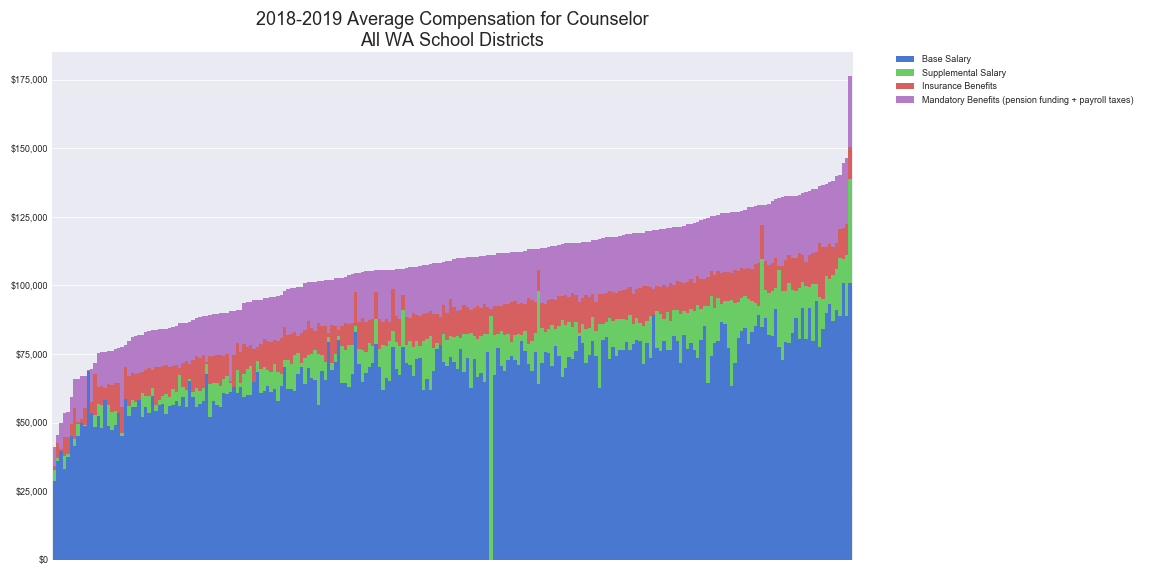 2018-2019 Average Compensation for Counselor
All WA School Districts
$175,000
$150,000
$125,000
$100,000
$75,000
$50,000
$25,000
$0
Base Salary
Supplemental Salary
Insurance Benefits
Mandatory Benefits (pension funding + payroll taxes)